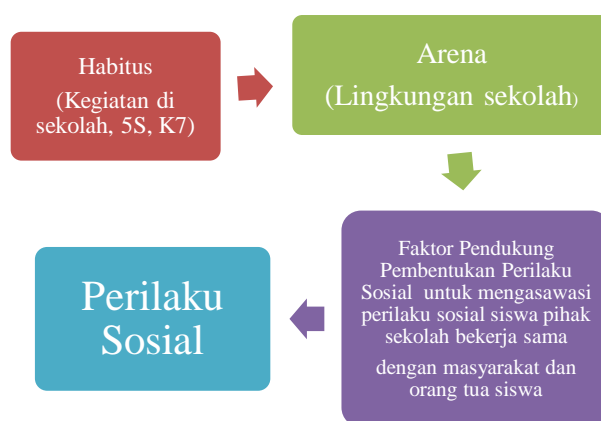 Habitus
(Kegiatan di
sekolah, 5S, K7)
Arena
(Lingkungan sekolah)
Faktor Pendukung
Pembentukan Perilaku
Sosial untuk mengasawasi
perilaku sosial siswa pihak
sekolah bekerja sama
dengan masyarakat dan
orang tua siswa
Perilaku
Sosial